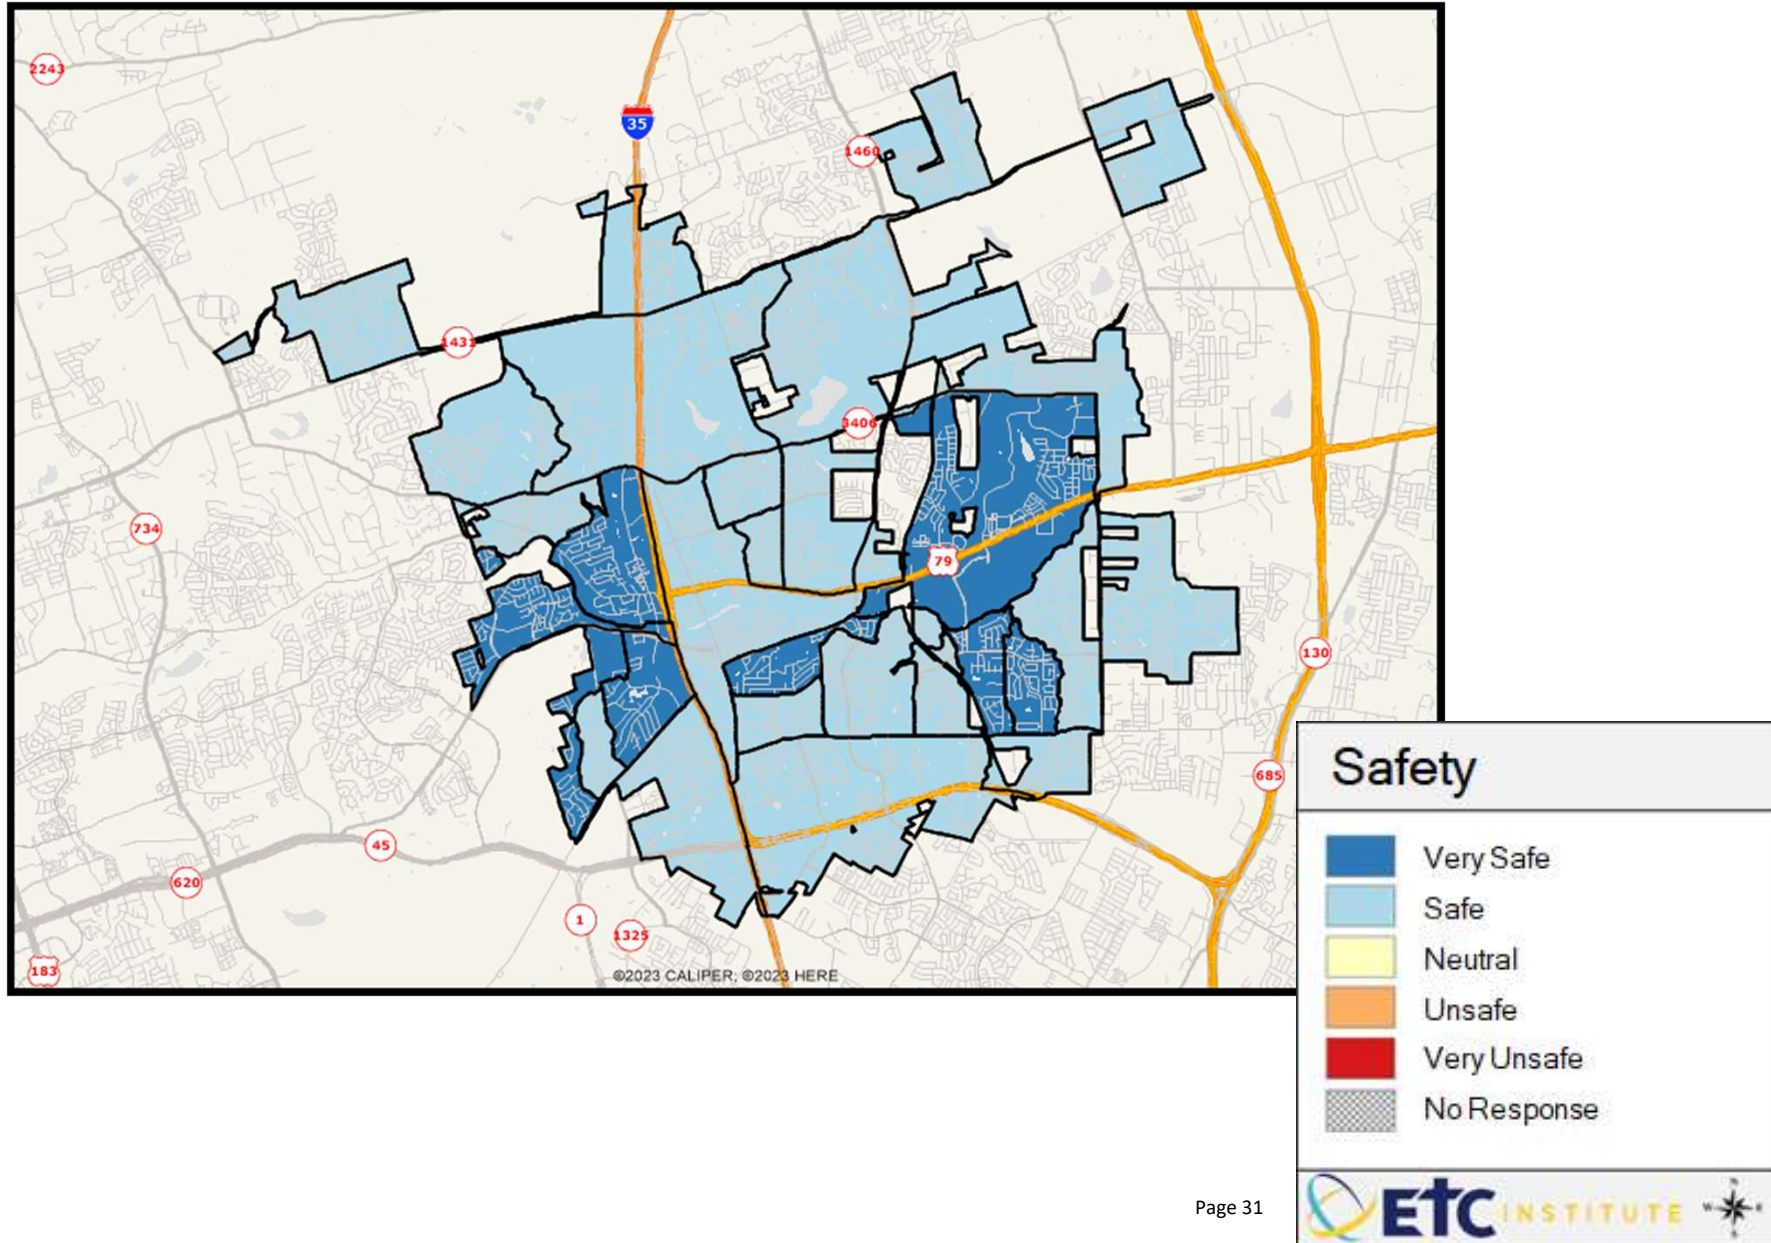 2243
35
1460
1431
3406
734
79
130
685
45
620
1
1325
183
©2023 CALIPER; ©2023 HERE
Safety
Very Safe
Safe
Neutral
Unsafe
Very Unsafe
No Response
Page 31
ETC INSTITUTE
N
W
E